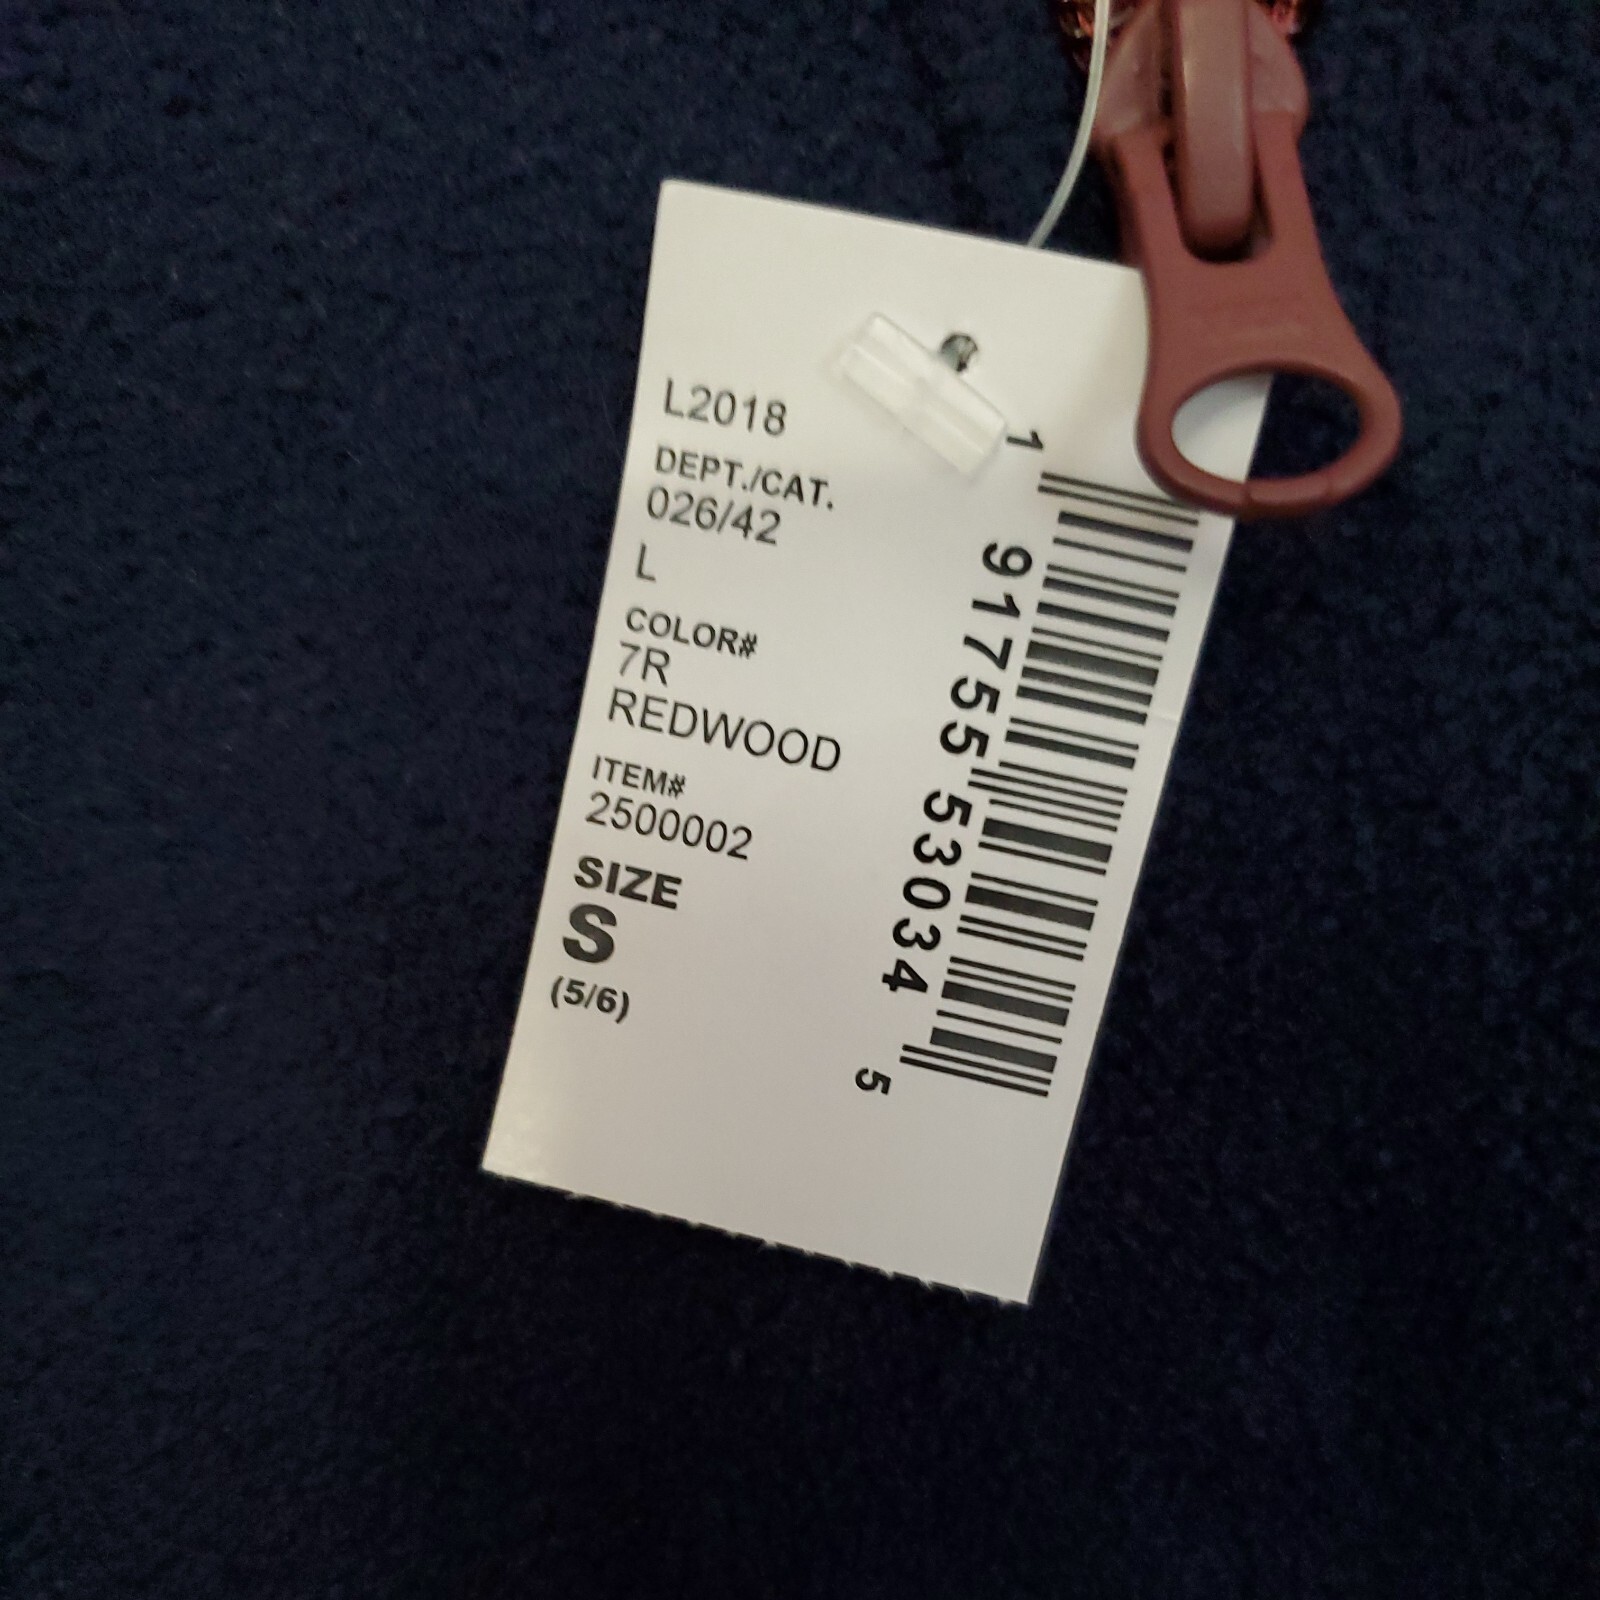 L2018
DEPT./CAT.
026/42
L
COLOR#
7R
REDWOOD
ITEM#
2500002
SIZE
S
(5/6)
1 91755 53034 5